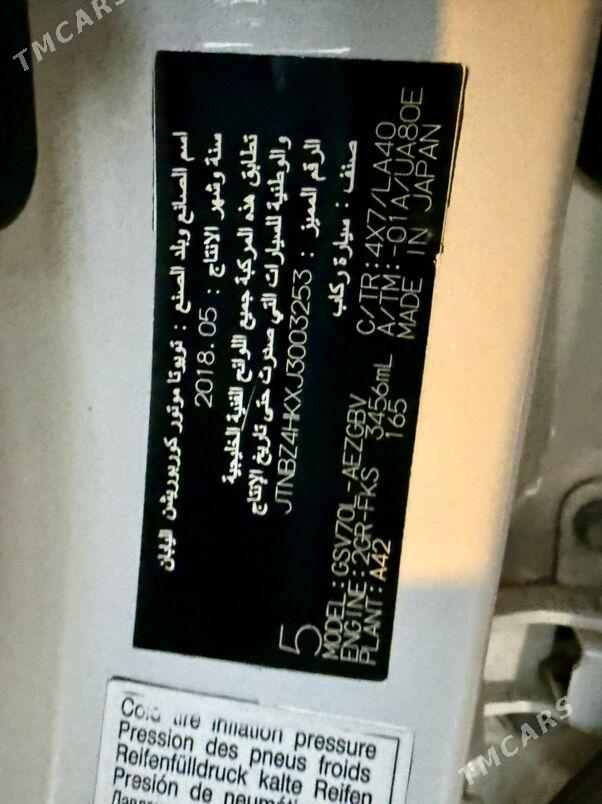 TMCARS
اسم الصانع وبلد الصنع : تويوتا موتور كوربوريشن اليابان
سنة وشهر الإنتاج : 2018.05
تطابق هذه المركبة جميع اللوائح الفنية الخليجية
والوطنية للسيارات التي صدرت حتى تاريخ الإنتاج
الرقم المميز : JTNBZ4HKXJ3003253
صنف : سيارة ركاب
5
MODEL: GSV70L-AEZGBV C/TR: 4X7/LA40
ENGINE: 2GR-FKS 3456mL A/TM: -01A/UA80E
PLANT: A42 165 MADE IN JAPAN
Cold tire inflation pressure
Pression des pneus froids
Reifenfülldruck kalte Reifen
Presión de neumáti
TMCARS